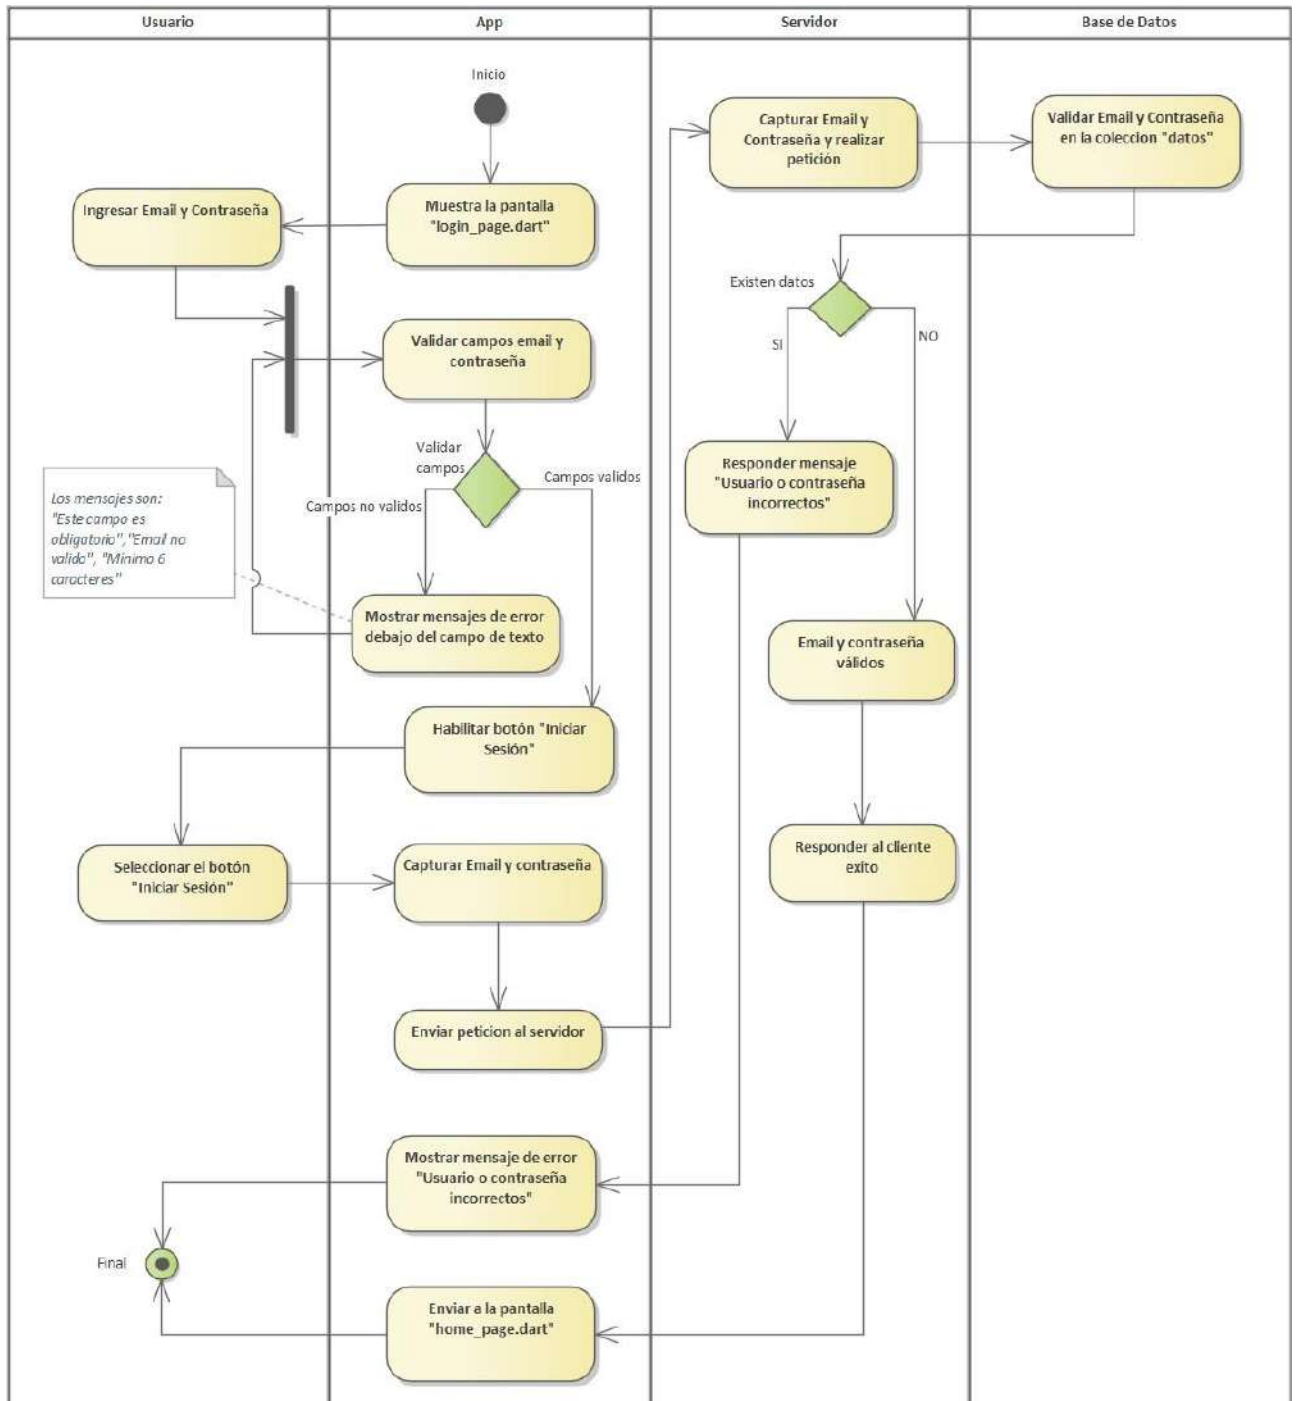 Usuario
App
Servidor
Base de Datos
Inicio
Capturar Email y
Contraseña y realizar
petición
Validar Email y Contraseña
en la coleccion "datos"
Ingresar Email y Contraseña
Muestra la pantalla
"login_page.dart"
Existen datos
SI
NO
Validar campos email y
contraseña
Validar
campos
Campos validos
Campos no validos
Responder mensaje
"Usuario o contraseña
incorrectos"
Los mensajes son:
"Este campo es
obligatorio","Email no
valido", "Minimo 6
caracteres"
Mostrar mensajes de error
debajo del campo de texto
Email y contraseña
válidos
Habilitar botón "Iniciar
Sesión"
Seleccionar el botón
"Iniciar Sesión"
Capturar Email y contraseña
Responder al cliente
exito
Enviar peticion al servidor
Mostrar mensaje de error
"Usuario o contraseña
incorrectos"
Final
Enviar a la pantalla
"home_page.dart"